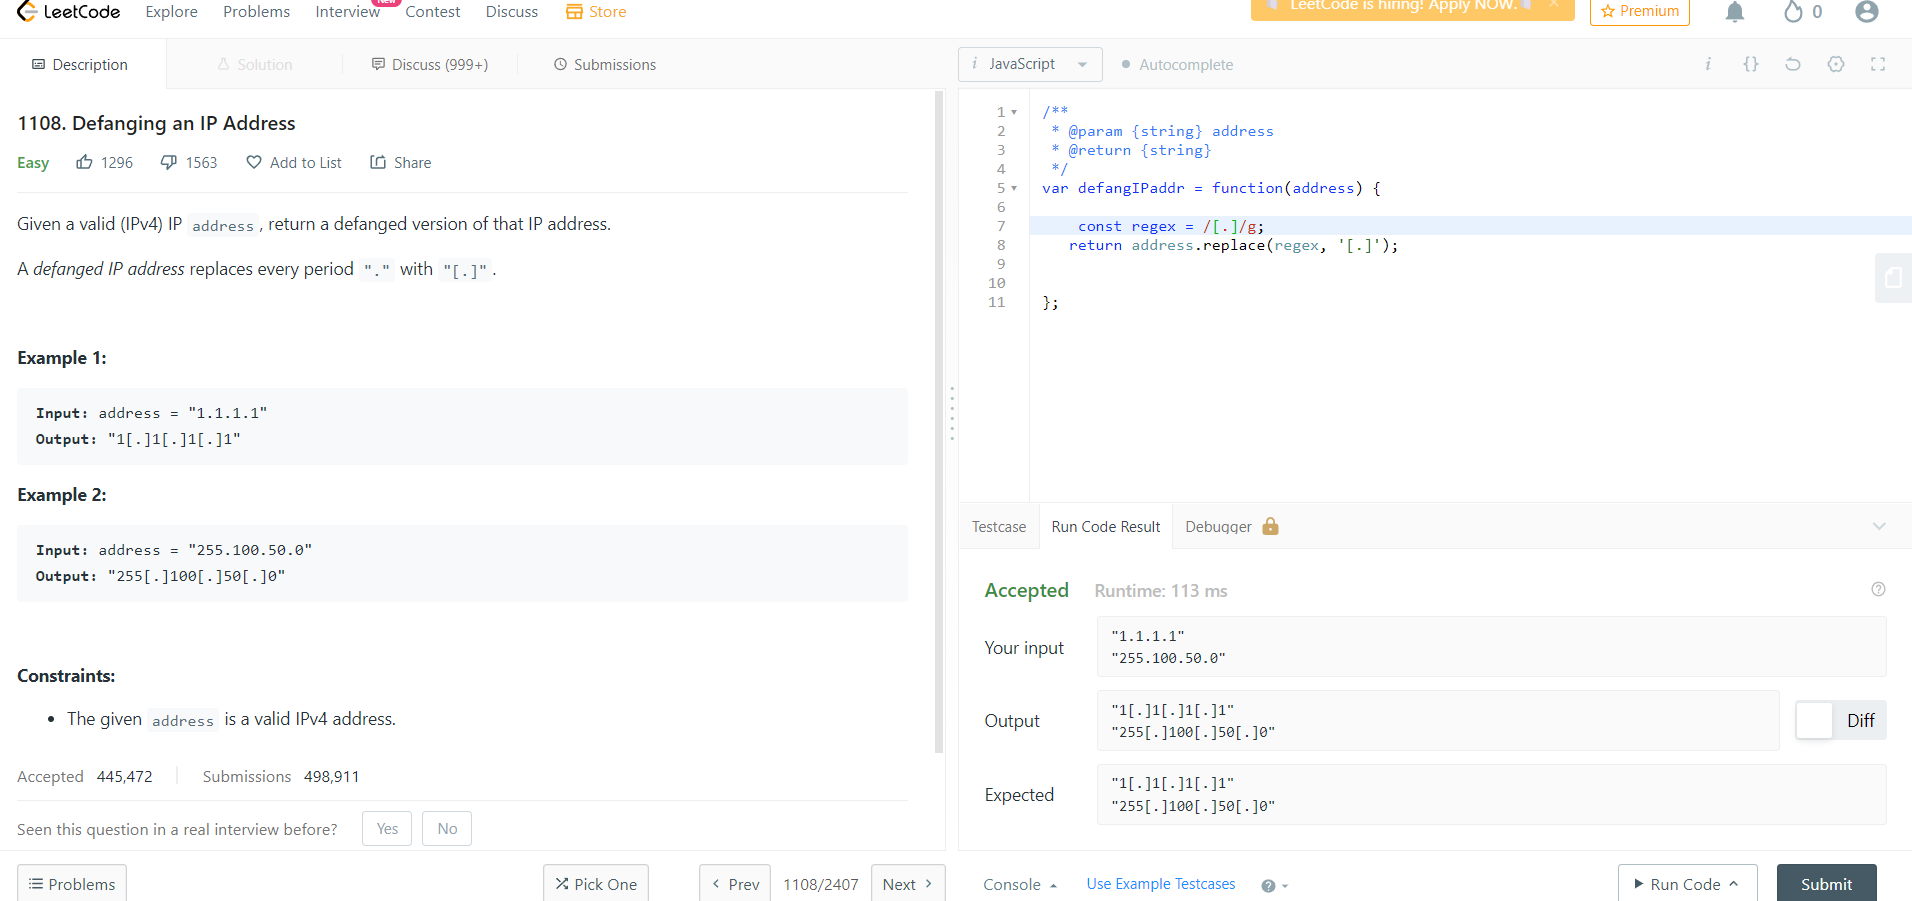 LeetCode Explore Problems Interview New Contest Discuss Store LeetCode is hiring! Apply NOW. × Premium 0
Description Solution Discuss (999+) Submissions
1108. Defanging an IP Address
Easy 1296 1563 Add to List Share
Given a valid (IPv4) IP address, return a defanged version of that IP address.
A defanged IP address replaces every period "." with "[.]".
Example 1:
Input: address = "1.1.1.1"
Output: "1[.]1[.]1[.]1"
Example 2:
Input: address = "255.100.50.0"
Output: "255[.]100[.]50[.]0"
Constraints:
• The given address is a valid IPv4 address.
Accepted 445,472 Submissions 498,911
Seen this question in a real interview before? Yes No
Problems Pick One Prev 1108/2407 Next
i JavaScript Autocomplete i {}
1 /**
2 * @param {string} address
3 * @return {string}
4 */
5 var defangIPaddr = function(address) {
6
7 const regex = /[.]/g;
8 return address.replace(regex, '[.]');
9
10
11 };
Testcase Run Code Result Debugger
Accepted Runtime: 113 ms ?
Your input
"1.1.1.1"
"255.100.50.0"
Output
"1[.]1[.]1[.]1"
"255[.]100[.]50[.]0"
Diff
Expected
"1[.]1[.]1[.]1"
"255[.]100[.]50[.]0"
Console Use Example Testcases ? Run Code Submit